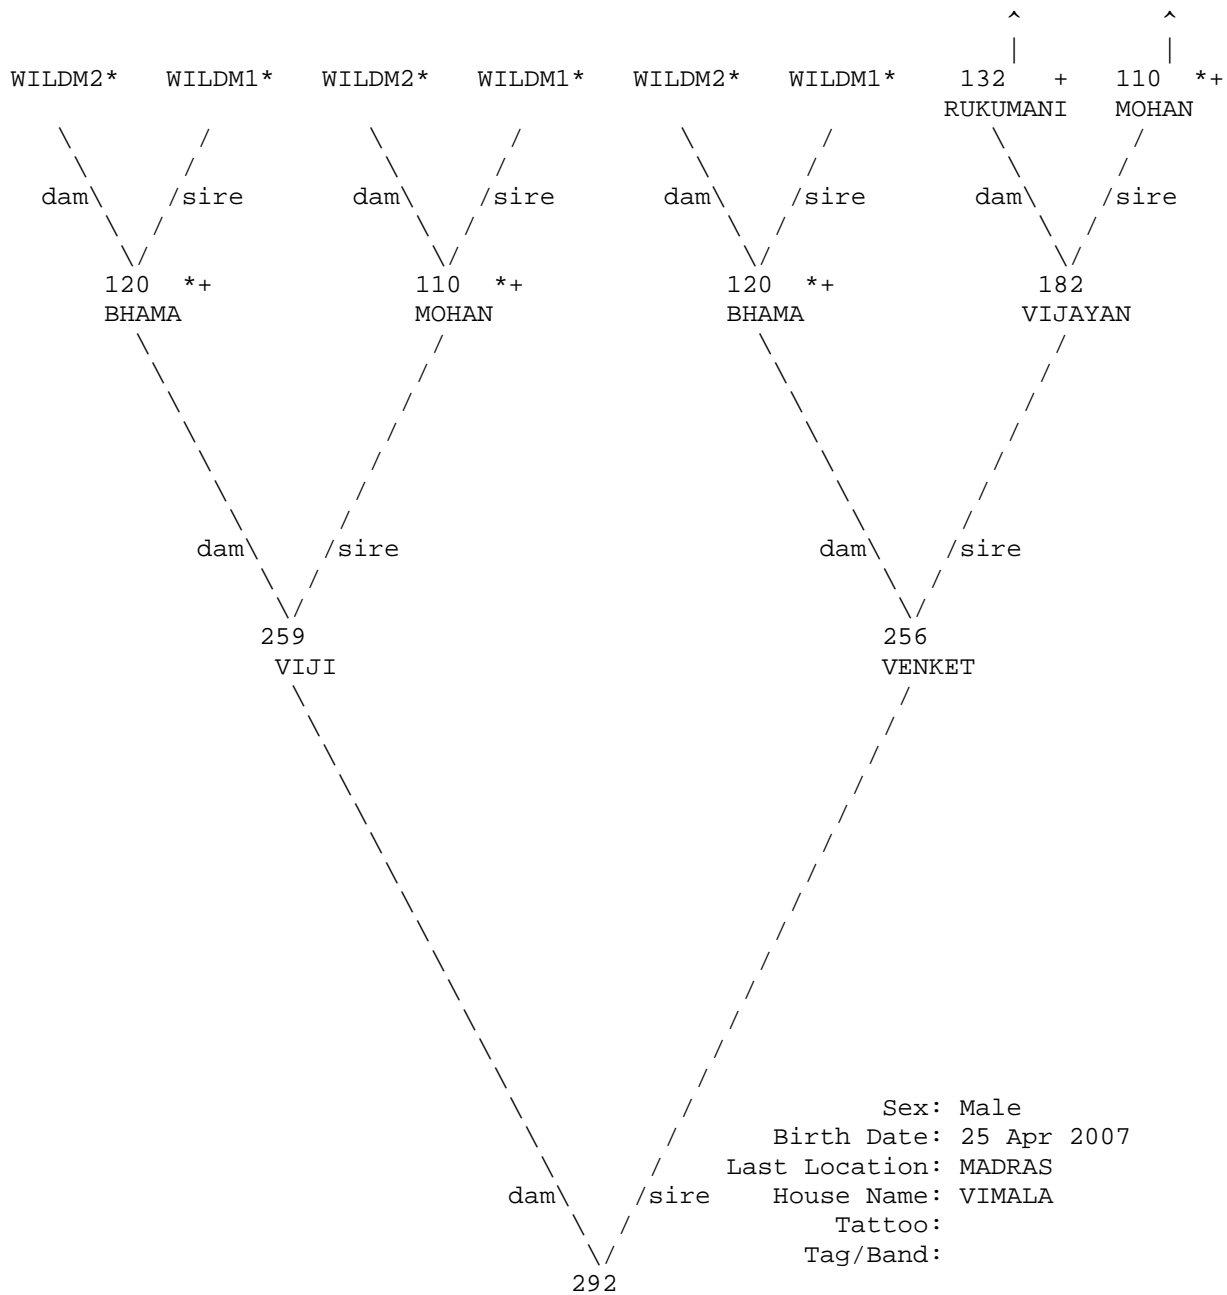 ^ ^
| |
WILDM2* WILDM1* WILDM2* WILDM1* WILDM2* WILDM1* 132 + 110 *+
RUKUMANI MOHAN
dam sire dam sire dam sire dam sire
120 *+ 110 *+ 120 *+ 182
BHAMA MOHAN BHAMA VIJAYAN
dam sire dam sire
259 256
VIJI VENKET
Sex: Male
Birth Date: 25 Apr 2007
Last Location: MADRAS
dam sire House Name: VIMALA
Tattoo:
Tag/Band:
292